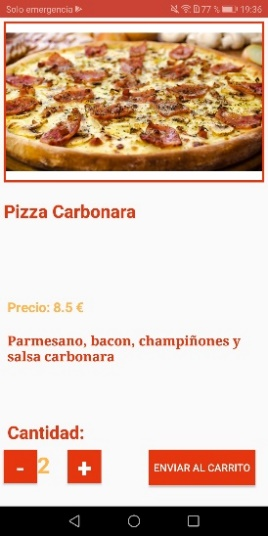 Solo emergencia 77 % 19:36
Pizza Carbonara
Precio: 8.5 €
Parmesano, bacon, champiñones y
salsa carbonara
Cantidad:
- 2 + ENVIAR AL CARRITO